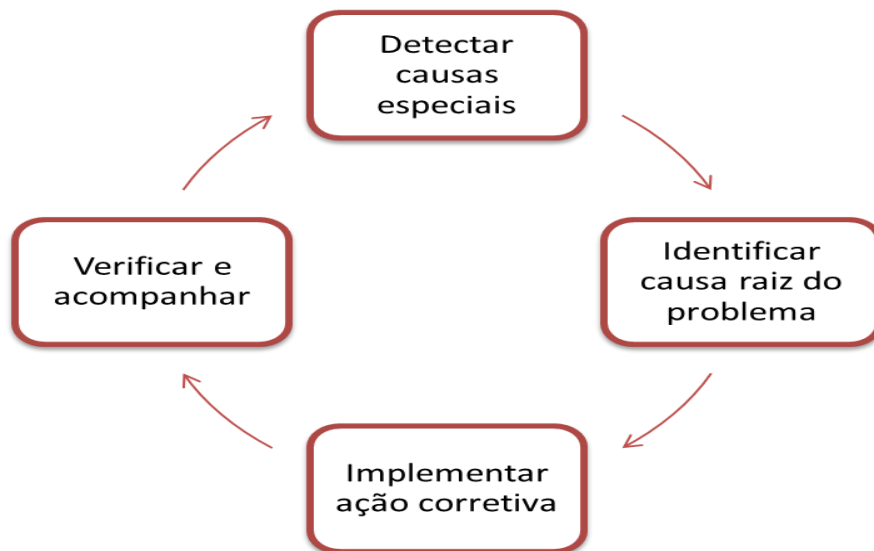 Detectar
causas
especiais
Identificar
causa raiz do
problema
Implementar
ação corretiva
Verificar e
acompanhar